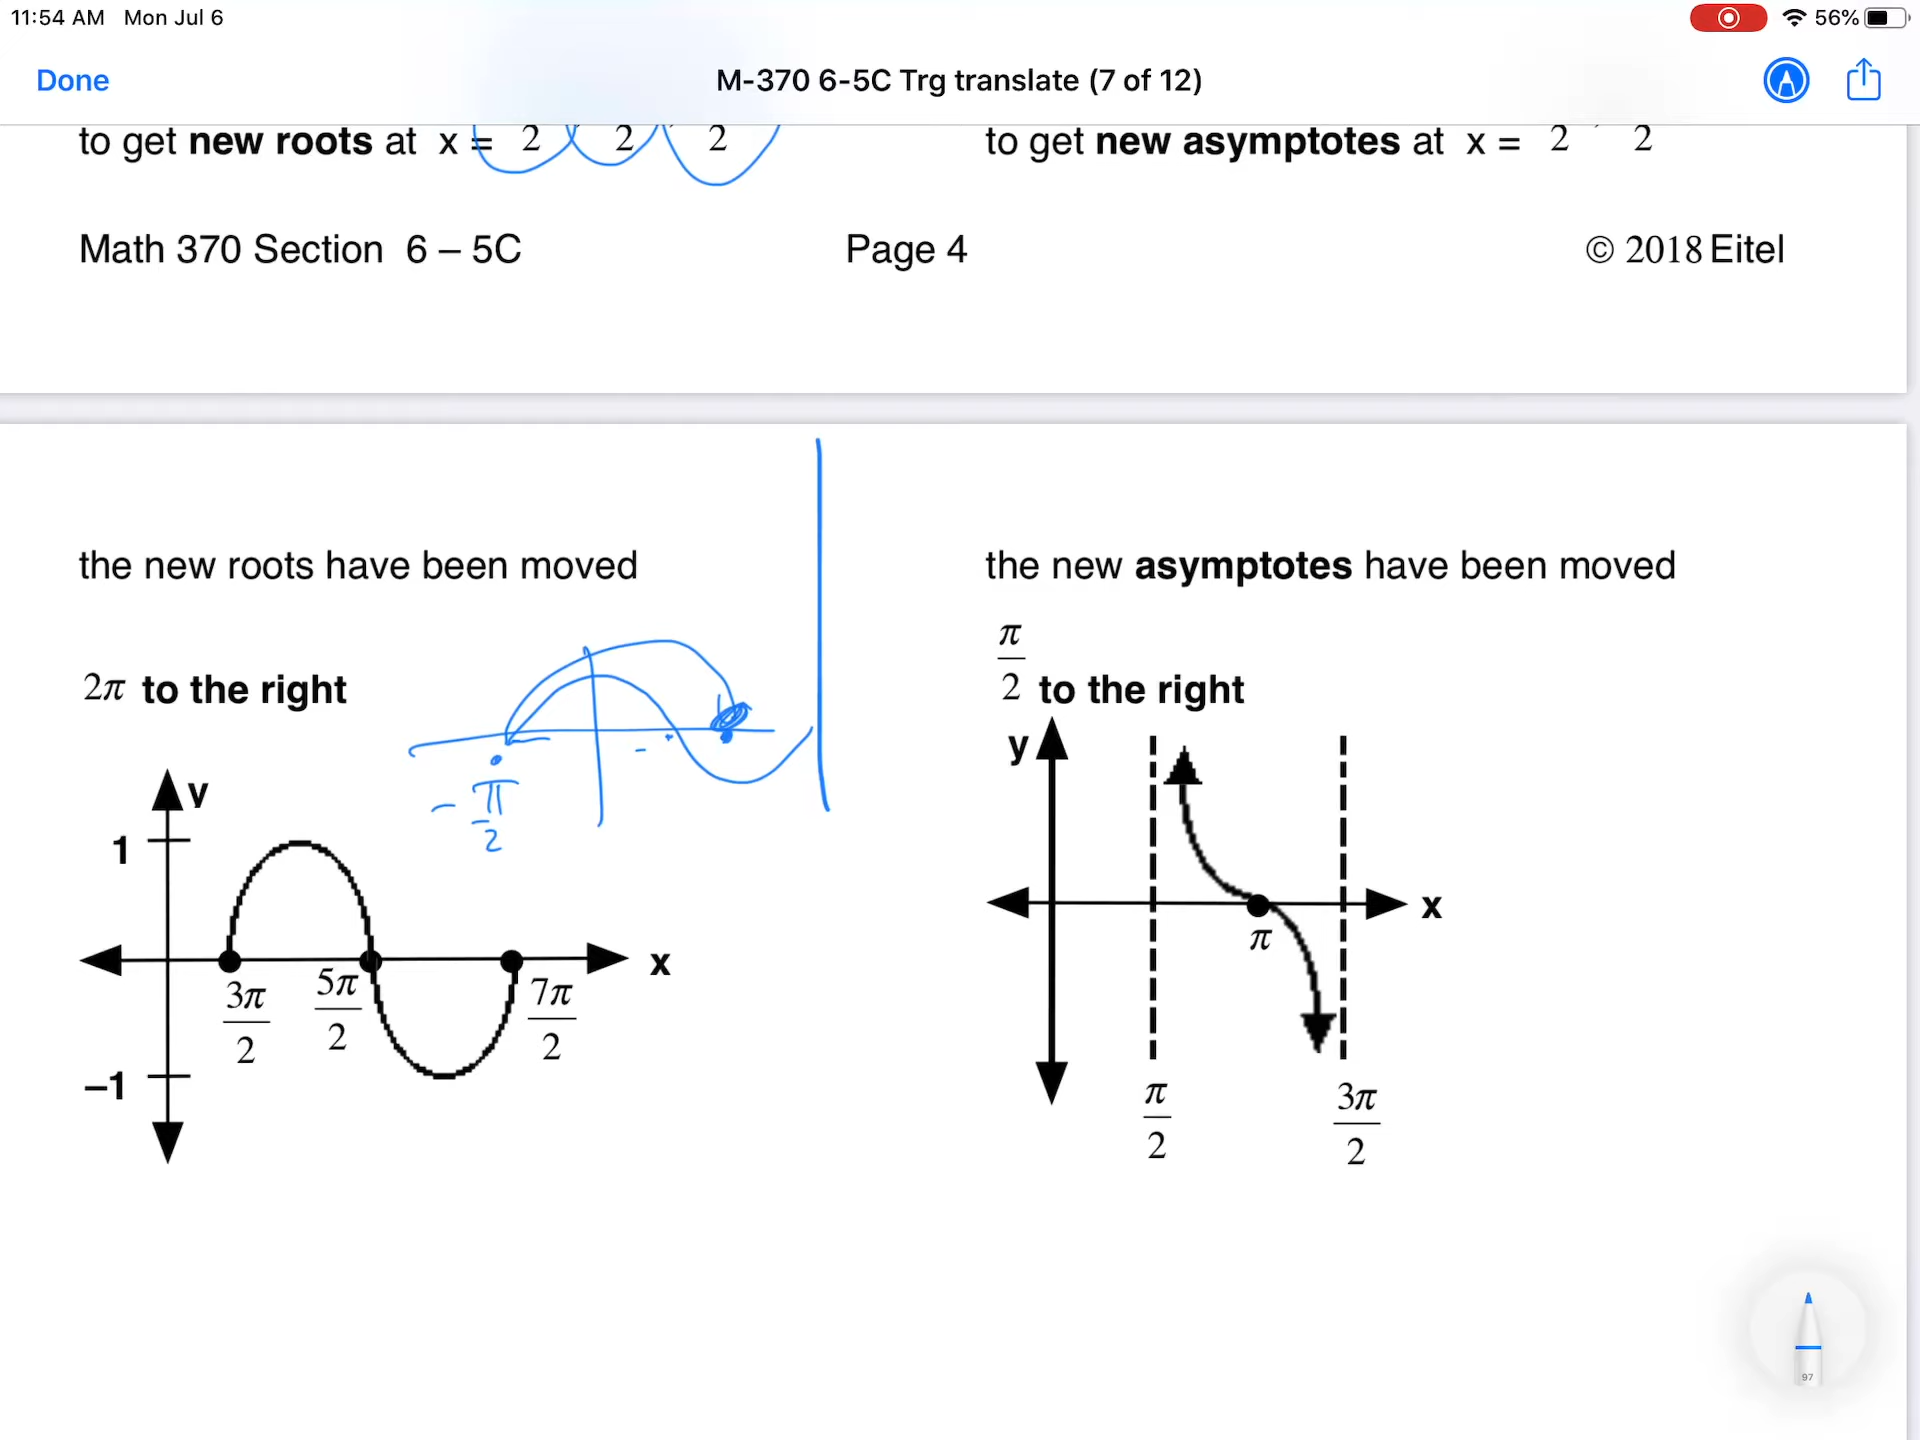 11:54 AM Mon Jul 6
56%
Done
M-370 6-5C Trg translate (7 of 12)
to get new roots at x = 2 , 2 , 2
to get new asymptotes at x = 2 , 2
Math 370 Section 6 – 5C
Page 4
© 2018 Eitel
the new roots have been moved
2π to the right
- π/2
y
1
-1
x
3π/2
5π/2
7π/2
the new asymptotes have been moved
π/2 to the right
y
x
π
π/2
3π/2
97